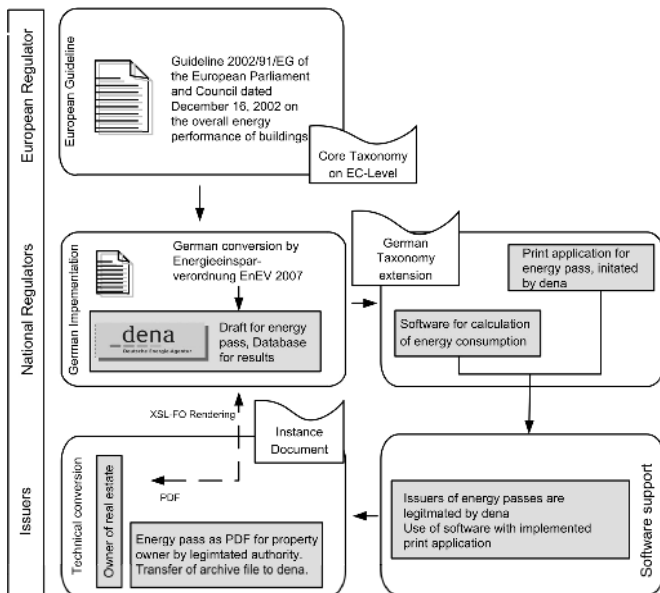 European Regulator
European Guideline
Guideline 2002/91/EG of
the European Parliament
and Council dated
December 16, 2002 on
the overall energy
performance of buildings
Core Taxonomy
on EC-Level
National Regulators
German Impementation
German conversion by
Energieeinspar-
verordnung EnEV 2007
dena
Deutsche Energie-Agentur
Draft for energy
pass, Database
for results
German
Taxonomy
extension
Print application for
energy pass, initated
by dena
Software for calculation
of energy consumption
XSL-FO Rendering
Instance
Document
Issuers
Technical conversion
Owner of real estate
PDF
Energy pass as PDF for property
owner by legimtated authority.
Transfer of archive file to dena.
Issuers of energy passes are
legitmated by dena
Use of software with implemented
print application
Software support